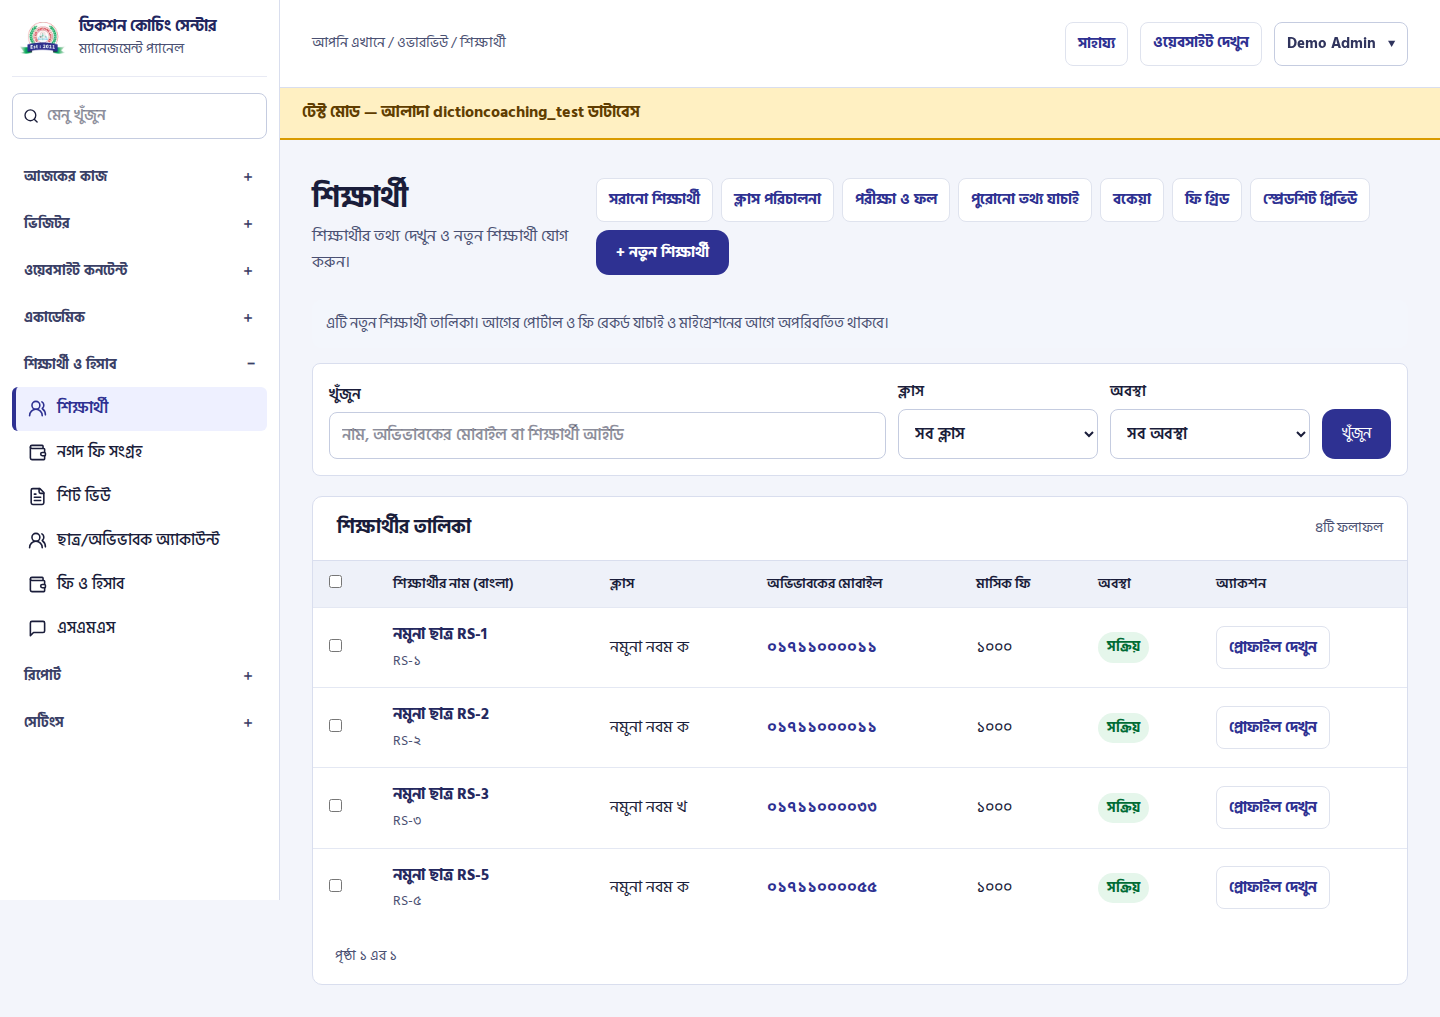 ডিকশন কোচিং সেন্টার
ম্যানেজমেন্ট প্যানেল
Est : 2011
মেনু খুঁজুন
আজকের কাজ +
ভিজিটর +
ওয়েবসাইট কনটেন্ট +
একাডেমিক +
শিক্ষার্থী ও হিসাব −
শিক্ষার্থী
নগদ ফি সংগ্রহ
শিট ভিউ
ছাত্র/অভিভাবক অ্যাকাউন্ট
ফি ও হিসাব
এসএমএস
রিপোর্ট +
সেটিংস +
আপনি এখানে / ওভারভিউ / শিক্ষার্থী
সাহায্য ওয়েবসাইট দেখুন Demo Admin ▾
টেস্ট মোড — আলাদা dictioncoaching_test ডাটাবেস
শিক্ষার্থী
শিক্ষার্থীর তথ্য দেখুন ও নতুন শিক্ষার্থী যোগ
করুন।
সরানো শিক্ষার্থী ক্লাস পরিচালনা পরীক্ষা ও ফল পুরোনো তথ্য যাচাই বকেয়া ফি গ্রিড স্প্রেডশিট প্রিভিউ
+ নতুন শিক্ষার্থী
এটি নতুন শিক্ষার্থী তালিকা। আগের পোর্টাল ও ফি রেকর্ড যাচাই ও মাইগ্রেশনের আগে অপরিবর্তিত থাকবে।
খুঁজুন ক্লাস অবস্থা
নাম, অভিভাবকের মোবাইল বা শিক্ষার্থী আইডি সব ক্লাস সব অবস্থা খুঁজুন
শিক্ষার্থীর তালিকা ৪টি ফলাফল
শিক্ষার্থীর নাম (বাংলা) ক্লাস অভিভাবকের মোবাইল মাসিক ফি অবস্থা অ্যাকশন
নমুনা ছাত্র RS-1
RS-১ নমুনা নবম ক ০১৭১১০০০০১১ ১০০০ সক্রিয় প্রোফাইল দেখুন
নমুনা ছাত্র RS-2
RS-২ নমুনা নবম ক ০১৭১১০০০০১১ ১০০০ সক্রিয় প্রোফাইল দেখুন
নমুনা ছাত্র RS-3
RS-৩ নমুনা নবম খ ০১৭১১০০০০৩৩ ১০০০ সক্রিয় প্রোফাইল দেখুন
নমুনা ছাত্র RS-5
RS-৫ নমুনা নবম ক ০১৭১১০০০০৫৫ ১০০০ সক্রিয় প্রোফাইল দেখুন
পৃষ্ঠা ১ এর ১